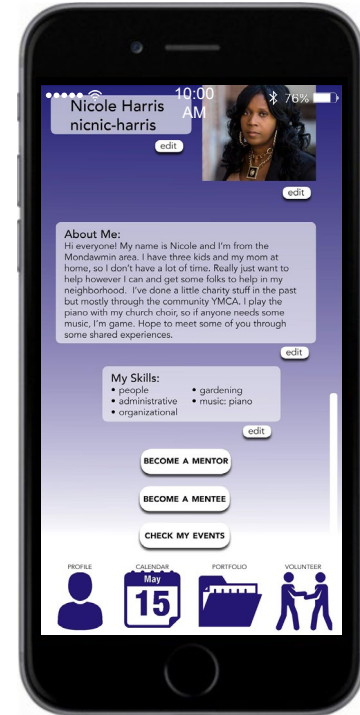 10:00
AM
76%
Nicole Harris
nicnic-harris
edit
edit
About Me:
Hi everyone! My name is Nicole and I'm from the
Mondawmin area. I have three kids and my mom at
home, so I don't have a lot of time. Really just want to
help however I can and get some folks to help in my
neighborhood. I've done a little charity stuff in the past
but mostly through the community YMCA. I play the
piano with my church choir, so if anyone needs some
music, I'm game. Hope to meet some of you through
some shared experiences.
edit
My Skills:
• people
• administrative
• organizational
• gardening
• music: piano
edit
BECOME A MENTOR
BECOME A MENTEE
CHECK MY EVENTS
PROFILE
CALENDAR
PORTFOLIO
VOLUNTEER
May
15